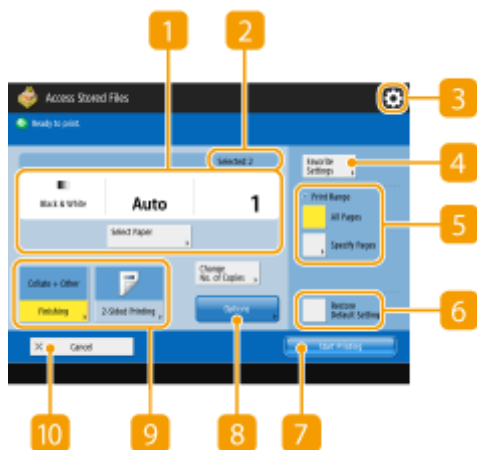 1 2
Access Stored Files
3
Ready to print.
Selected: 2
Favorite
Settings
4
Black & White Auto 1
Select Paper
Print Range
All Pages
Specify Pages
5
Collate + Other
Change
No. of Copies
Finishing 2-Sided Printing Options
Restore
Default Setting
6
Cancel Start Printing
10 9 8 7